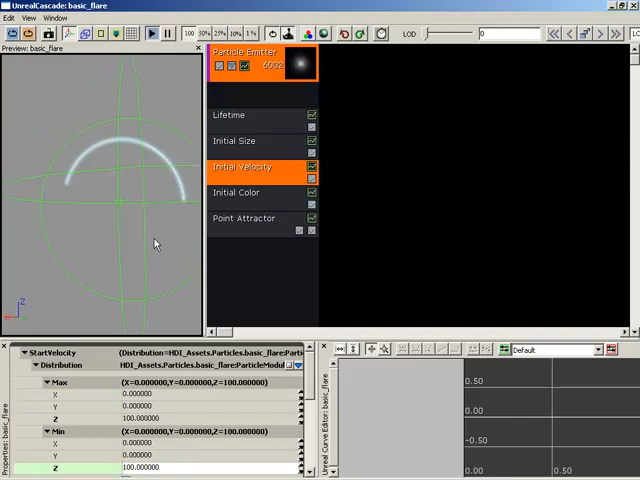 UnrealCascade: basic_flare
Edit View Window
100 50% 25% 10% 1% LOD 0 LO
Preview: basic_flare
Particle Emitter
6002
Lifetime
Initial Size
Initial Velocity
Initial Color
Point Attractor
Z
X
StartVelocity (Distribution=HDI_Assets.Particles.basic_flare:Parti
Distribution HDI_Assets.Particles.basic_flare:ParticleModul
Max (X=0.000000,Y=0.000000,Z=100.000000)
X 0.000000
Y 0.000000
Z 100.000000
Min (X=0.000000,Y=0.000000,Z=100.000000)
X 0.000000
Y 0.000000
Z 100.000000
Properties: basic_flare
Unreal Curve Editor: basic_flare
Default
0.50
0.00
-0.50
0.00 0.50